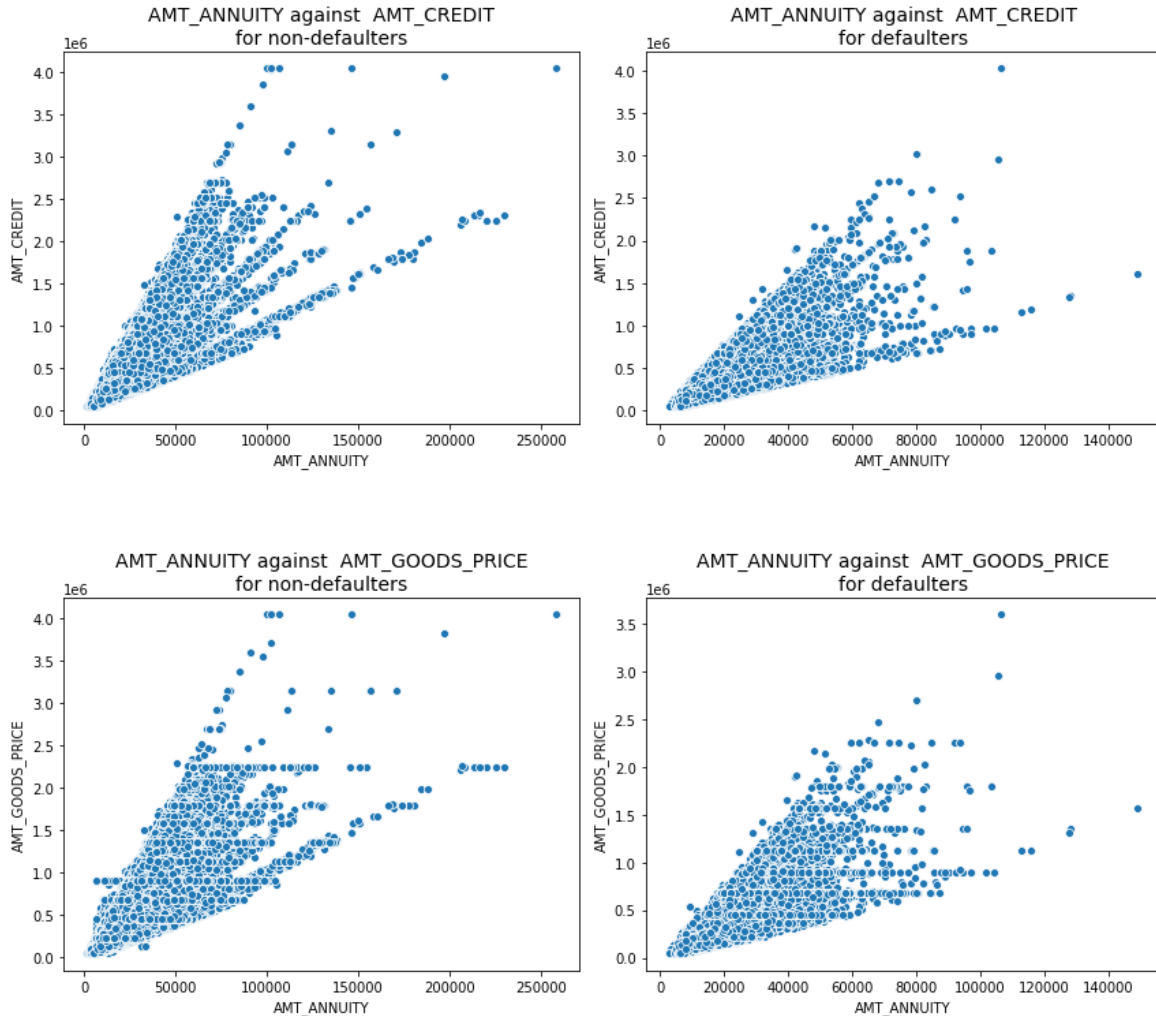 AMT_ANNUITY against  AMT_CREDIT
for non-defaulters
1e6
4.0
3.5
3.0
2.5
2.0
1.5
1.0
0.5
0.0
AMT_CREDIT
0 50000 100000 150000 200000 250000
AMT_ANNUITY
AMT_ANNUITY against  AMT_CREDIT
for defaulters
1e6
4.0
3.5
3.0
2.5
2.0
1.5
1.0
0.5
0.0
AMT_CREDIT
0 20000 40000 60000 80000 100000 120000 140000
AMT_ANNUITY
AMT_ANNUITY against  AMT_GOODS_PRICE
for non-defaulters
1e6
4.0
3.5
3.0
2.5
2.0
1.5
1.0
0.5
0.0
AMT_GOODS_PRICE
0 50000 100000 150000 200000 250000
AMT_ANNUITY
AMT_ANNUITY against  AMT_GOODS_PRICE
for defaulters
1e6
3.5
3.0
2.5
2.0
1.5
1.0
0.5
0.0
AMT_GOODS_PRICE
0 20000 40000 60000 80000 100000 120000 140000
AMT_ANNUITY